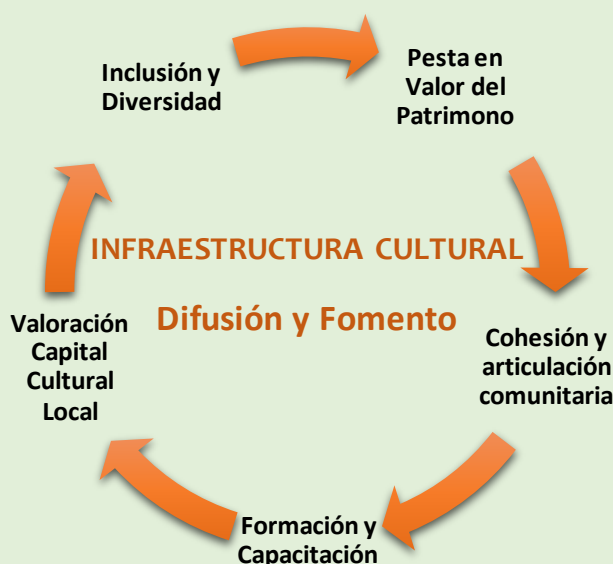 Inclusión y
Diversidad
Pesta en
Valor del
Patrimono
INFRAESTRUCTURA CULTURAL
Difusión y Fomento
Valoración
Capital
Cultural
Local
Cohesión y
articulación
comunitaria
Formación y
Capacitación